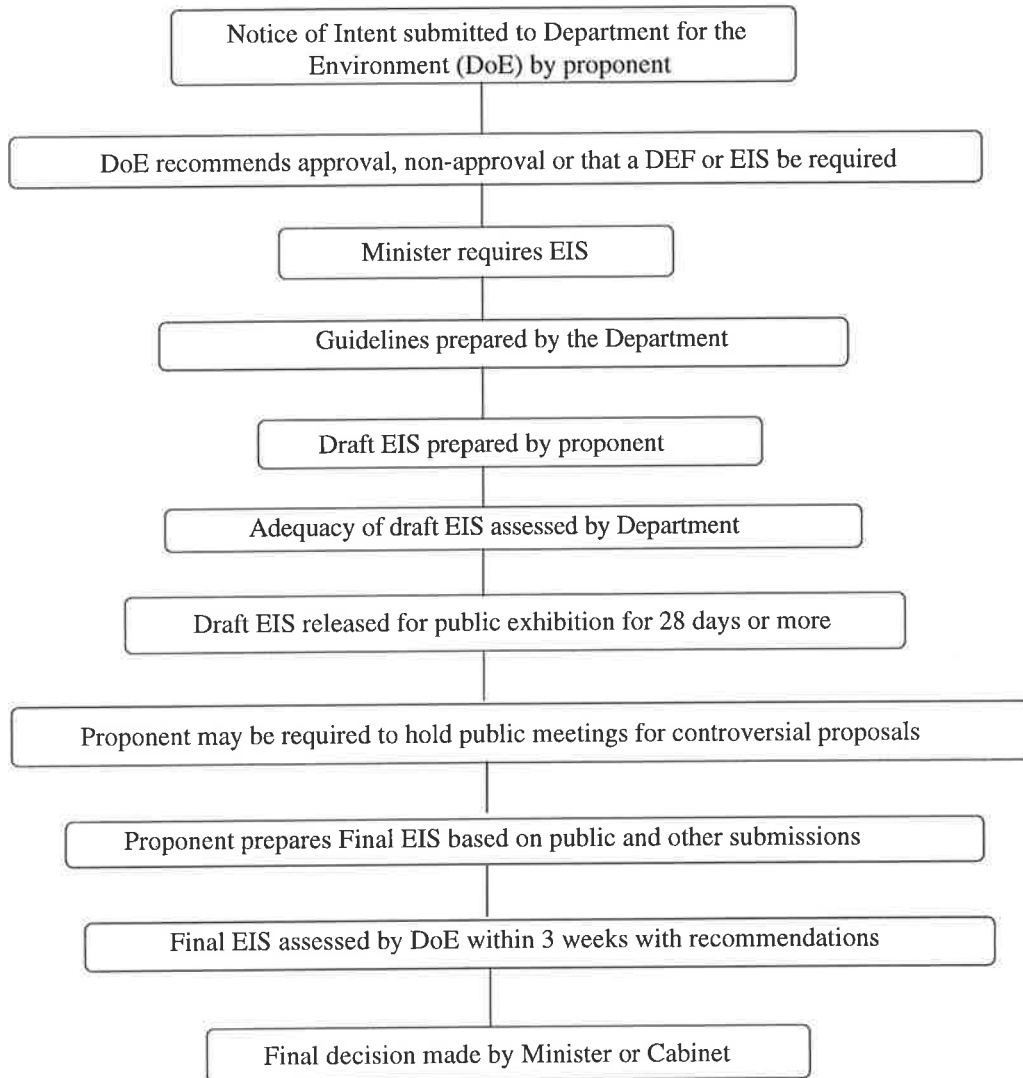 Notice of Intent submitted to Department for the
Environment (DoE) by proponent
DoE recommends approval, non-approval or that a DEF or EIS be required
Minister requires EIS
Guidelines prepared by the Department
Draft EIS prepared by proponent
Adequacy of draft EIS assessed by Department
Draft EIS released for public exhibition for 28 days or more
Proponent may be required to hold public meetings for controversial proposals
Proponent prepares Final EIS based on public and other submissions
Final EIS assessed by DoE within 3 weeks with recommendations
Final decision made by Minister or Cabinet